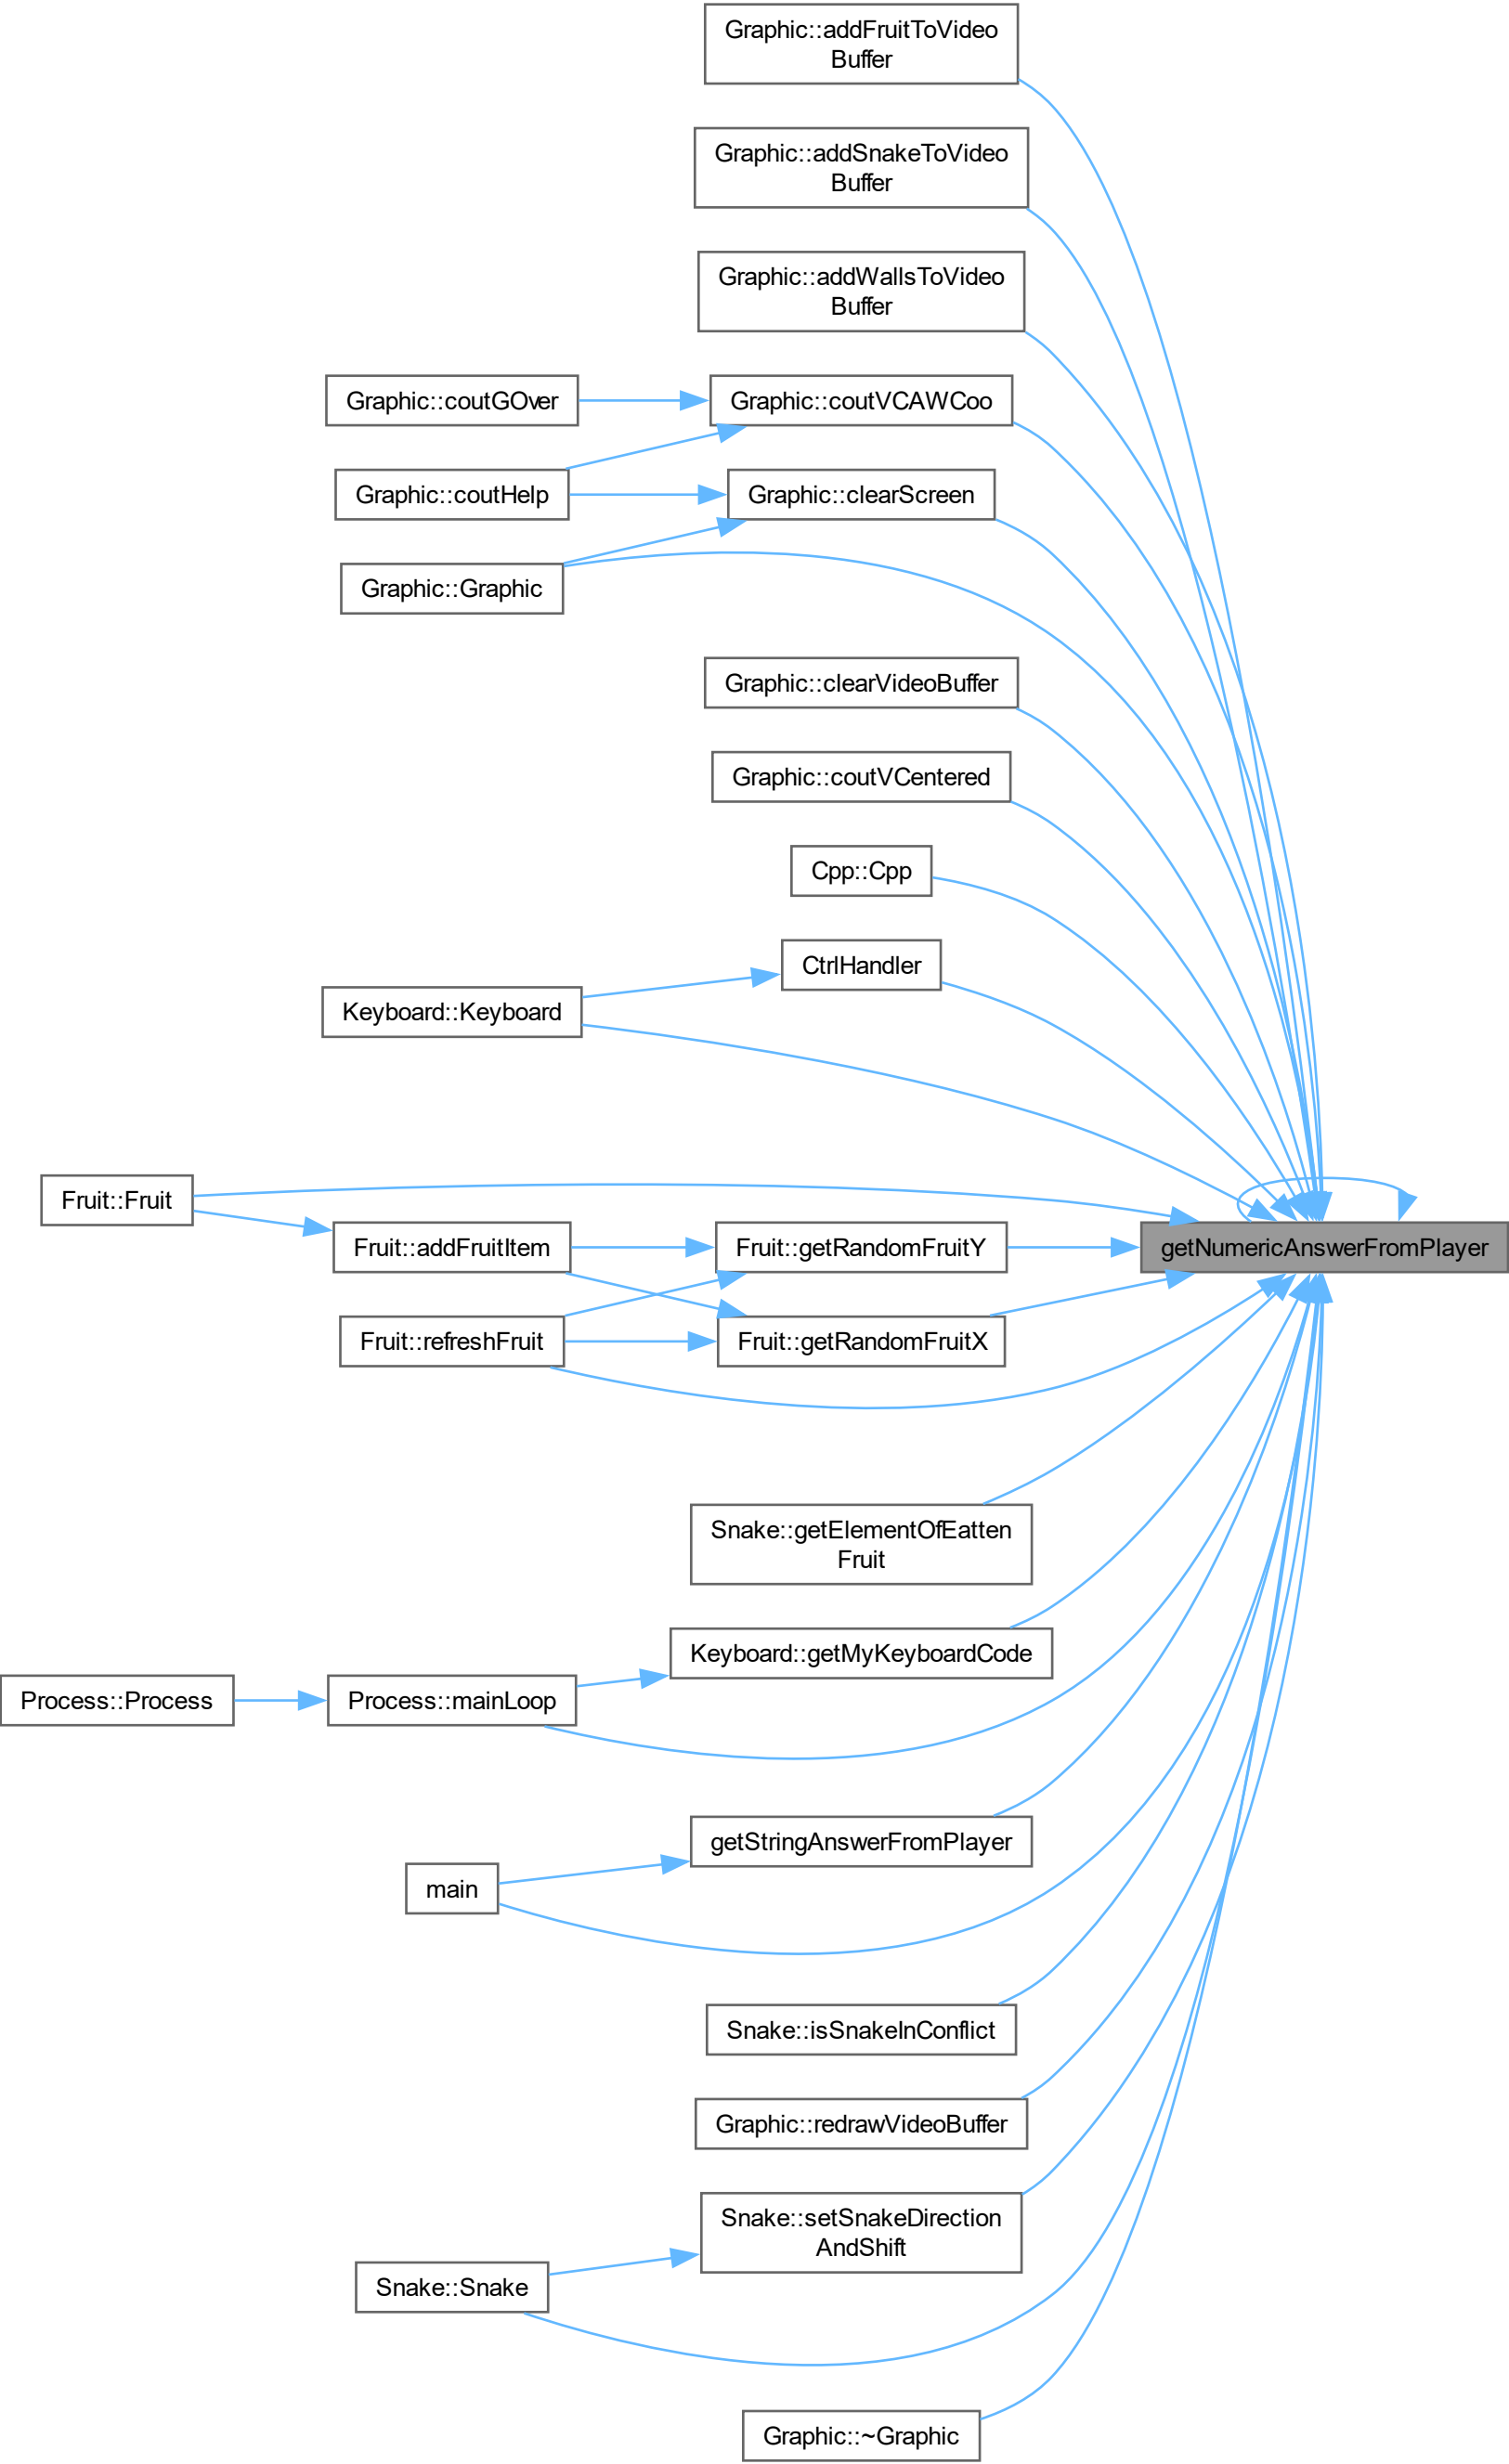 Graphic::addFruitToVideo
Buffer
Graphic::addSnakeToVideo
Buffer
Graphic::addWallsToVideo
Buffer
Graphic::coutGOver
Graphic::coutVCAWCoo
Graphic::coutHelp
Graphic::clearScreen
Graphic::Graphic
Graphic::clearVideoBuffer
Graphic::coutVCentered
Cpp::Cpp
CtrlHandler
Keyboard::Keyboard
Fruit::Fruit
Fruit::addFruitItem
Fruit::getRandomFruitY
getNumericAnswerFromPlayer
Fruit::refreshFruit
Fruit::getRandomFruitX
Snake::getElementOfEatten
Fruit
Keyboard::getMyKeyboardCode
Process::Process
Process::mainLoop
getStringAnswerFromPlayer
main
Snake::isSnakeInConflict
Graphic::redrawVideoBuffer
Snake::setSnakeDirection
AndShift
Snake::Snake
Graphic::~Graphic